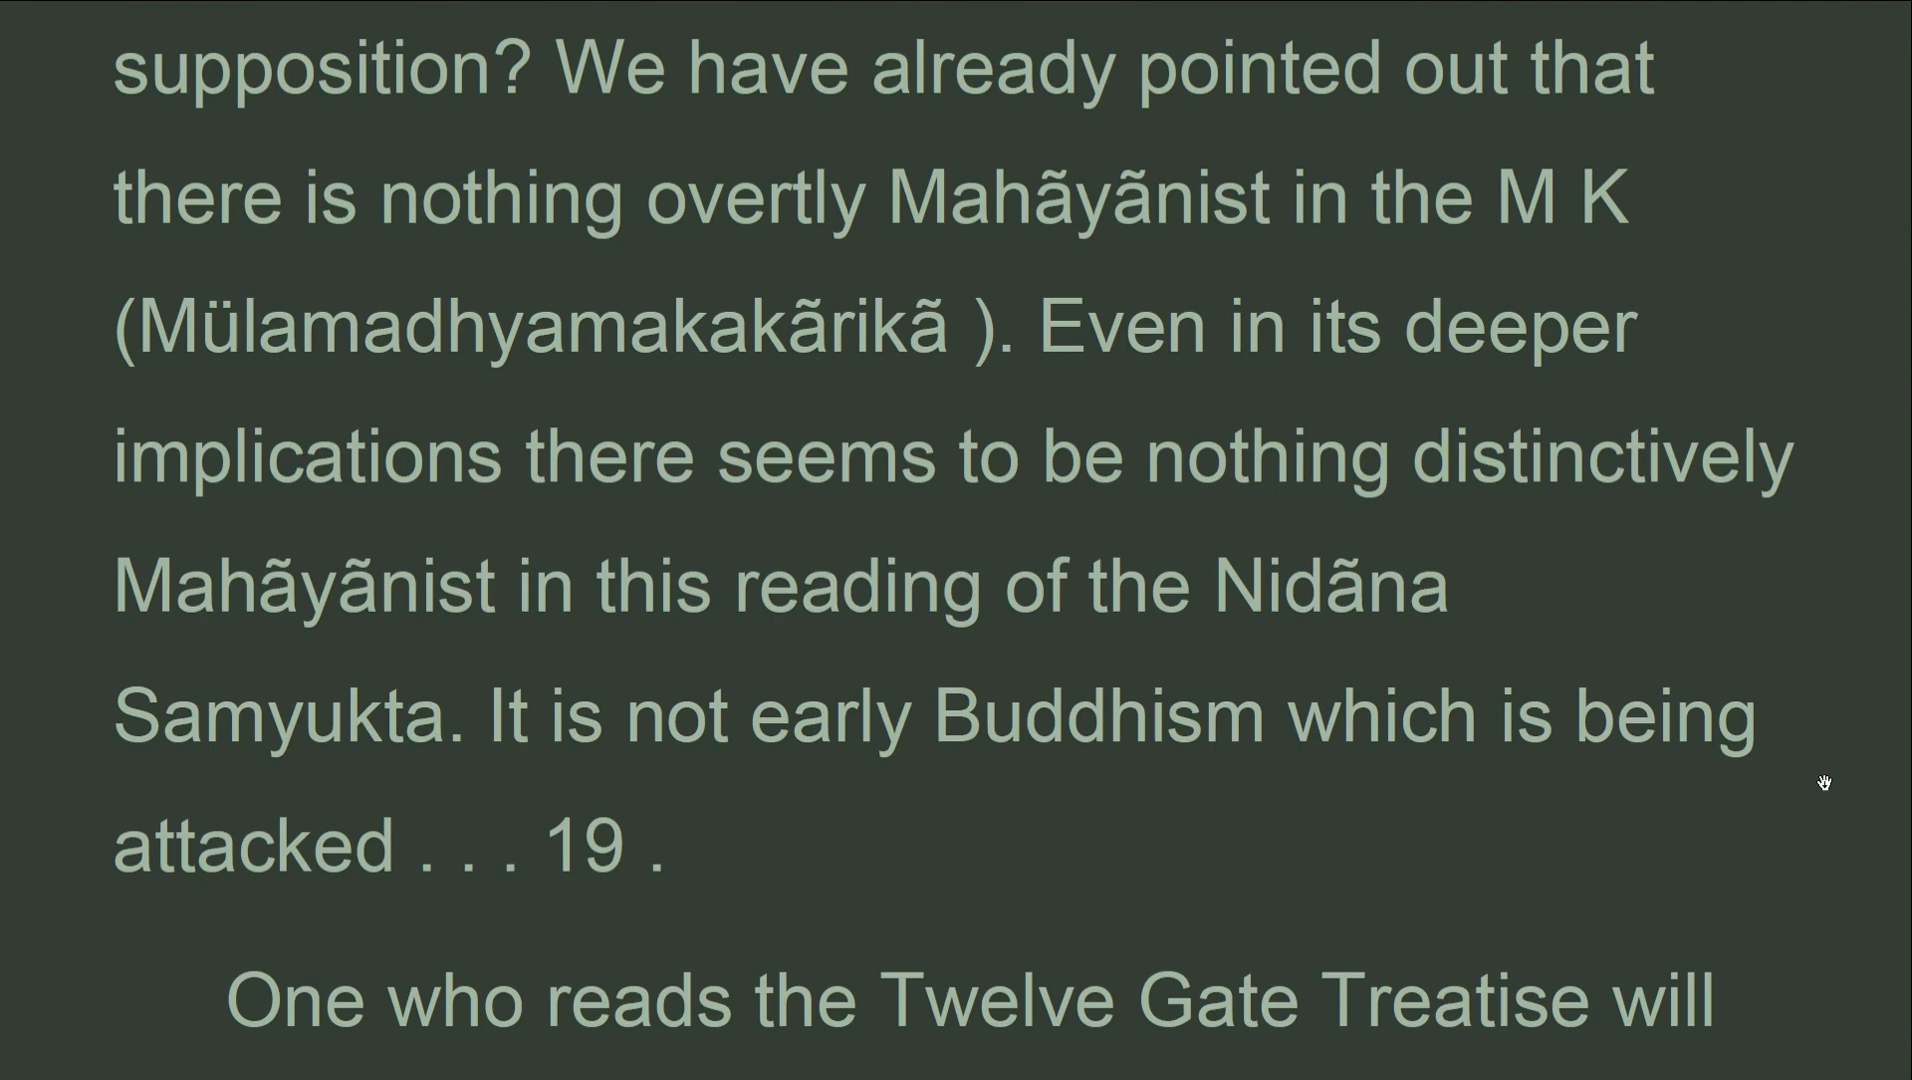 supposition? We have already pointed out that
there is nothing overtly Mahãyãnist in the M K
(Mülamadhyamakakãrikã ). Even in its deeper
implications there seems to be nothing distinctively
Mahãyãnist in this reading of the Nidãna
Samyukta. It is not early Buddhism which is being
attacked . . . 19 .
One who reads the Twelve Gate Treatise will